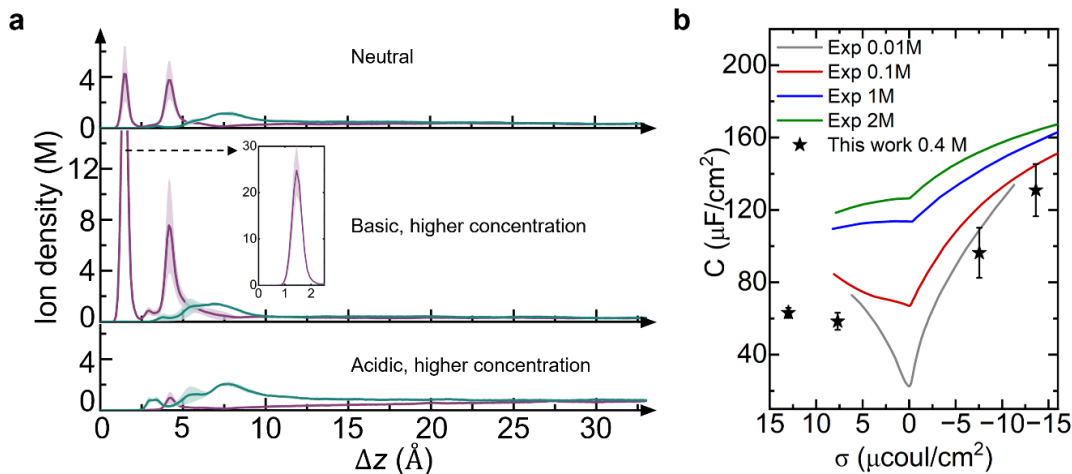 a
Ion density (M)
4
0
Neutral
12
8
4
0
30
20
10
0
0
1
2
Basic, higher concentration
4
0
Acidic, higher concentration
0 5 10 15 20 25 30
Δz (Å)
b
C (μF/cm²)
200
160
120
80
40
Exp 0.01M
Exp 0.1M
Exp 1M
Exp 2M
This work 0.4 M
15 10 5 0 -5 -10 -15
σ (μcoul/cm²)